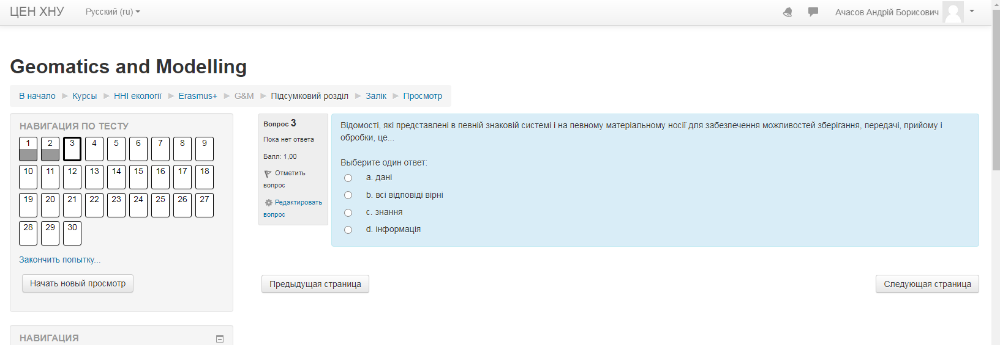 ЦЕН ХНУ
Русский (ru)
Ачасов Андрій Борисович
Geomatics and Modelling
В начало ► Курсы ► ННІ екології ► Erasmus+ ► G&M ► Підсумковий розділ ► Залік ► Просмотр
НАВИГАЦИЯ ПО ТЕСТУ
1 2 3 4 5 6 7 8 9
10 11 12 13 14 15 16 17 18
19 20 21 22 23 24 25 26 27
28 29 30
Закончить попытку...
Начать новый просмотр
НАВИГАЦИЯ
Вопрос 3
Пока нет ответа
Балл: 1,00
Отметить
вопрос
Редактировать
вопрос
Відомості, які представлені в певній знаковій системі і на певному матеріальному носії для забезпечення можливостей зберігання, передачі, прийому і
обробки, це...
Выберите один ответ:
a. дані
b. всі відповіді вірні
c. знання
d. інформація
Предыдущая страница
Следующая страница